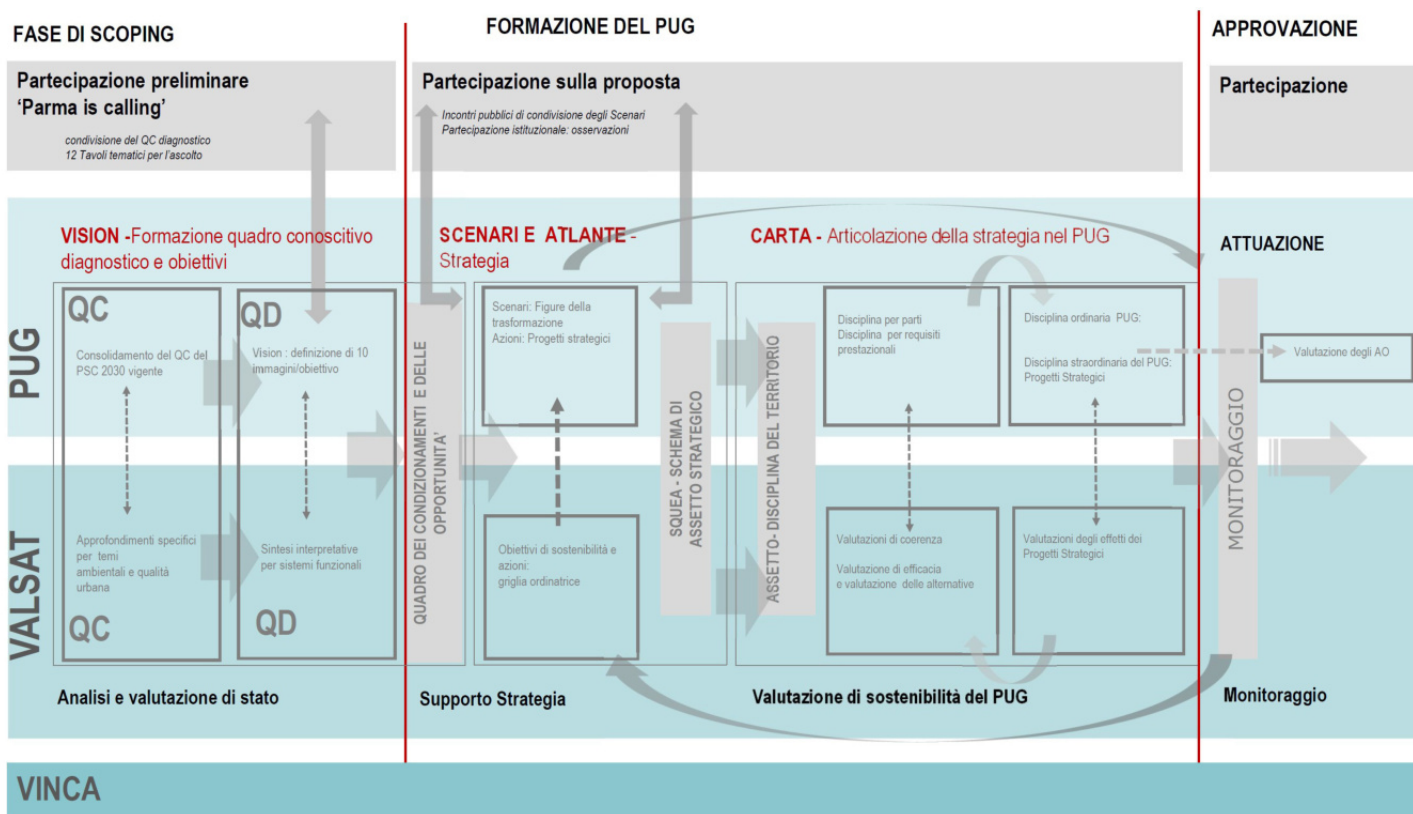 FASE DI SCOPING
FORMAZIONE DEL PUG
APPROVAZIONE
Partecipazione preliminare
‘Parma is calling’
condivisione del QC diagnostico
12 Tavoli tematici per l’ascolto
Partecipazione sulla proposta
Incontri pubblici di condivisione degli Scenari
Partecipazione istituzionale: osservazioni
Partecipazione
PUG
VISION -Formazione quadro conoscitivo
diagnostico e obiettivi
QC
Consolidamento del QC del
PSC 2030 vigente
QD
Vision : definizione di 10
immagini/obiettivo
QUADRO DEI CONDIZIONAMENTI E DELLE
OPPORTUNITA’
SCENARI E ATLANTE -
Strategia
Scenari: Figure della
trasformazione
Azioni: Progetti strategici
SQUEA - SCHEMA DI
ASSETTO STRATEGICO
CARTA - Articolazione della strategia nel PUG
ASSETTO- DISCIPLINA DEL TERRITORIO
Disciplina per parti
Disciplina per requisiti
prestazionali
Disciplina ordinaria PUG:
Disciplina straordinaria del PUG:
Progetti Strategici
ATTUAZIONE
MONITORAGGIO
Valutazione degli AO
VALSAT
Approfondimenti specifici
per temi
ambientali e qualità
urbana
QC
Sintesi interpretative
per sistemi funzionali
QD
Obiettivi di sostenibilità e
azioni:
griglia ordinatrice
Valutazioni di coerenza
Valutazione di efficacia
e valutazione delle alternative
Valutazioni degli effetti dei
Progetti Strategici
Analisi e valutazione di stato
Supporto Strategia
Valutazione di sostenibilità del PUG
Monitoraggio
VINCA